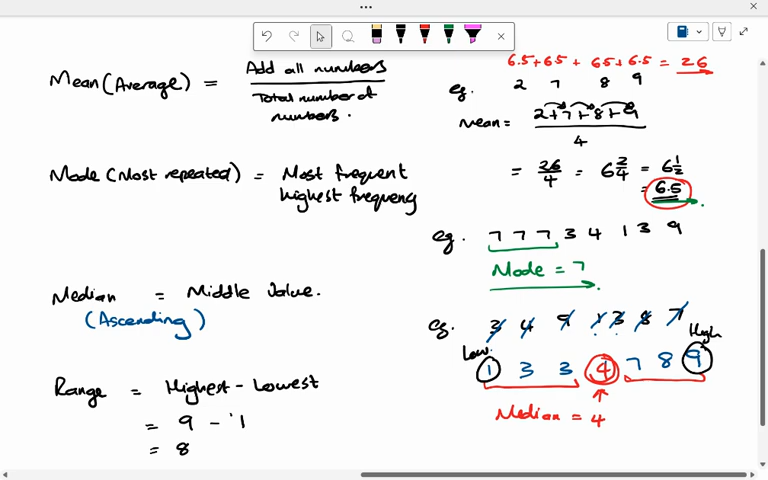 Mean (Average) = Add all numbers
Total number of
numbers.
6.5+6.5 + 6.5+6.5 = 26
eg. 2 7 8 9
Mean = 2+7+8+9
4
= 26/4 = 6 2/4 = 6 1/2
= 6.5
Mode (Most repeated) = Most frequent
highest frequency
eg. 7 7 7 3 4 1 3 9
Mode = 7
Median = Middle Value.
(Ascending)
eg. 3 4 9 1 3 8 7
Low High
1 3 3 4 7 8 9
Median = 4
Range = Highest - Lowest
= 9 - 1
= 8